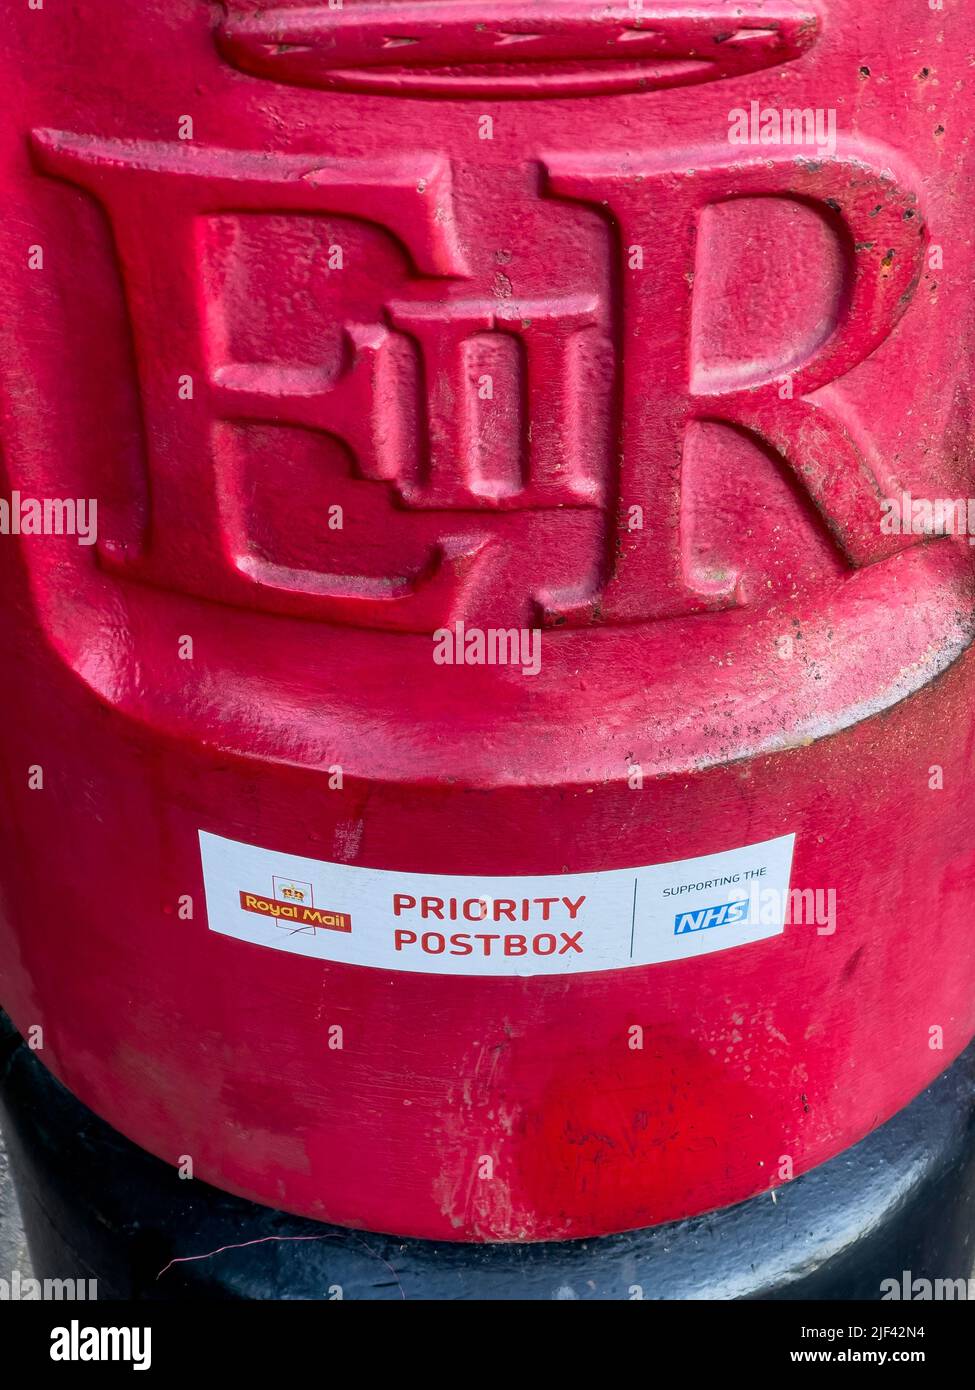 EIIR
Royal Mail
PRIORITY
POSTBOX
SUPPORTING THE
NHS
alamy
Image ID: 2JF42N4
www.alamy.com